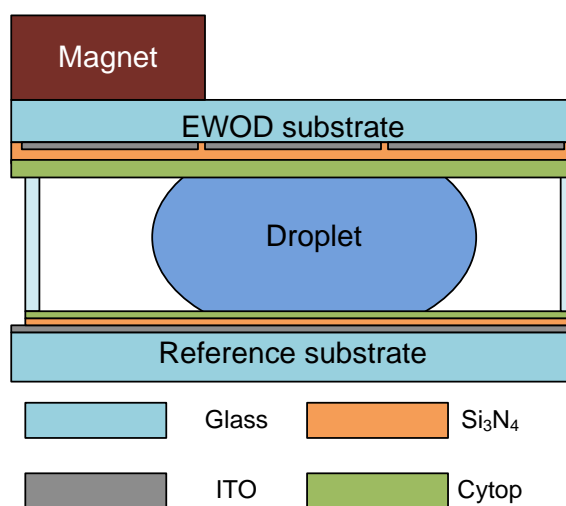 Magnet
EWOD substrate
Droplet
Reference substrate
Glass
Si₃N₄
ITO
Cytop